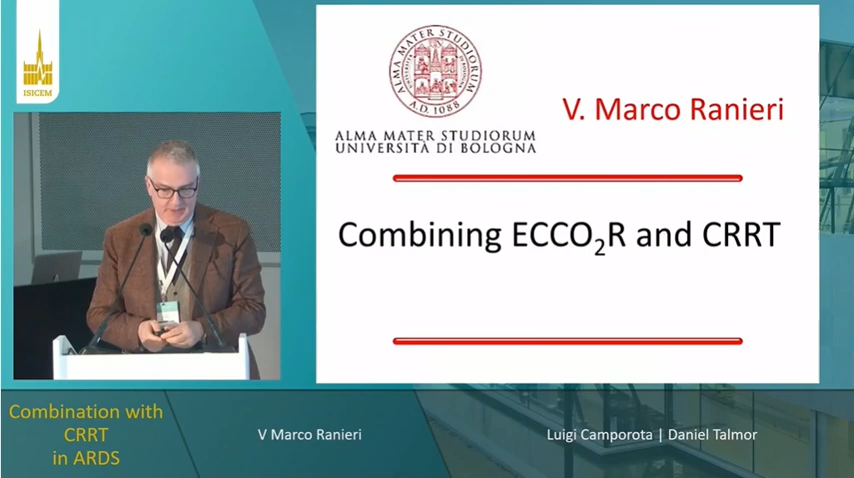 ISICEM
ALMA MATER STUDIORUM
A.D. 1088
ALMA MATER STUDIORUM
UNIVERSITÀ DI BOLOGNA
V. Marco Ranieri
Combining ECCO₂R and CRRT
Combination with
CRRT
in ARDS
V Marco Ranieri
Luigi Camporota | Daniel Talmor